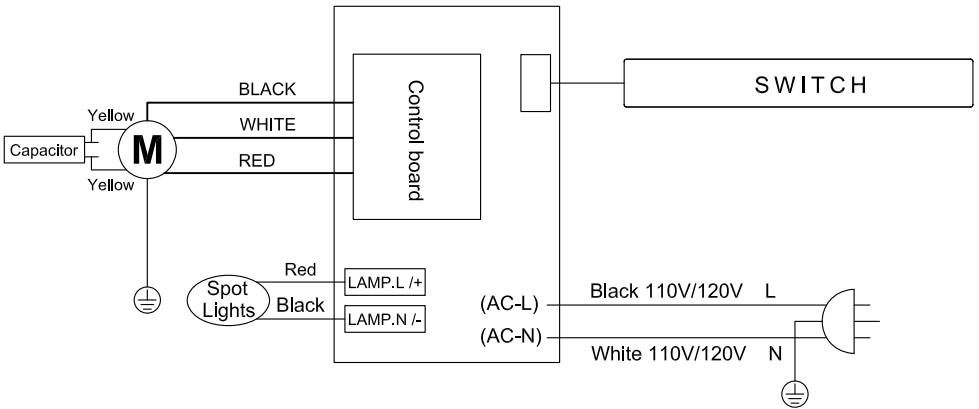 BLACK
WHITE
RED
Yellow
Capacitor
M
Yellow
Control board
SWITCH
Red
Spot
Lights
Black
LAMP.L /+
LAMP.N /-
(AC-L)
Black 110V/120V L
(AC-N)
White 110V/120V N